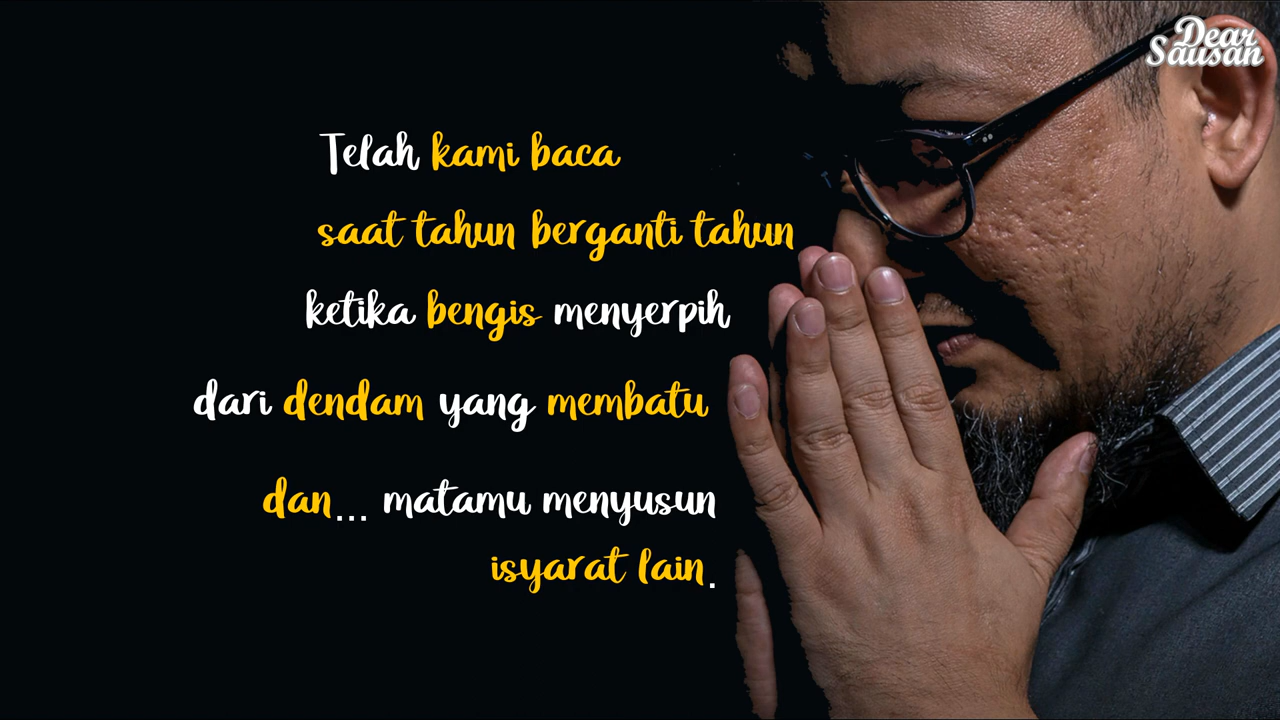 Dear
Sausan
Telah kami baca
saat tahun berganti tahun
ketika bengis menyerpih
dari dendam yang membatu
dan... matamu menyusun
isyarat lain.